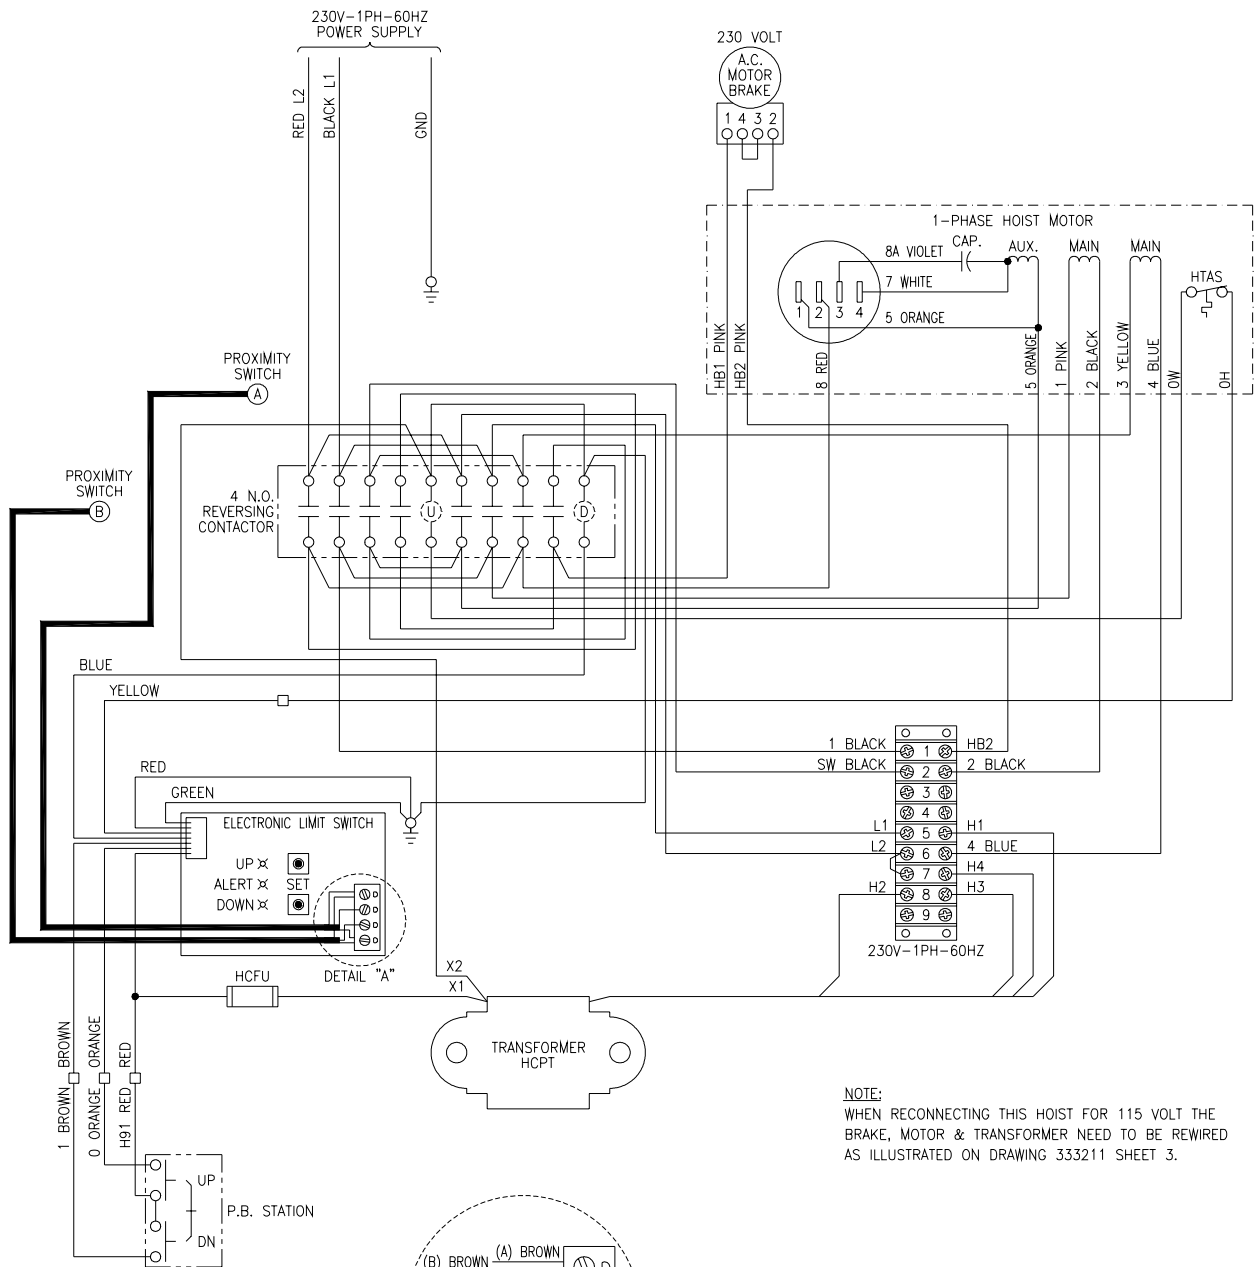 230V-1PH-60HZ
POWER SUPPLY
RED L2
BLACK L1
GND
230 VOLT
A.C.
MOTOR
BRAKE
1 4 3 2
1-PHASE HOIST MOTOR
8A VIOLET
CAP.
AUX.
MAIN
MAIN
7 WHITE
HTAS
1 2 3 4
5 ORANGE
HB1 PINK
HB2 PINK
8 RED
5 ORANGE
1 PINK
2 BLACK
3 YELLOW
4 BLUE
OW
OH
PROXIMITY
SWITCH
A
PROXIMITY
SWITCH
B
4 N.O.
REVERSING
CONTACTOR
U
D
BLUE
YELLOW
RED
GREEN
ELECTRONIC LIMIT SWITCH
UP
ALERT
SET
DOWN
D
D
D
D
DETAIL "A"
1 BLACK 1 HB2
SW BLACK 2 2 BLACK
3
4
L1 5 H1
L2 6 4 BLUE
7 H4
H2 8 H3
9
230V-1PH-60HZ
HCFU
X2
X1
TRANSFORMER
HCPT
1 BROWN BROWN
0 ORANGE ORANGE
H91 RED RED
UP
P.B. STATION
DN
NOTE:
WHEN RECONNECTING THIS HOIST FOR 115 VOLT THE
BRAKE, MOTOR & TRANSFORMER NEED TO BE REWIRED
AS ILLUSTRATED ON DRAWING 333211 SHEET 3.
(B) BROWN (A) BROWN D